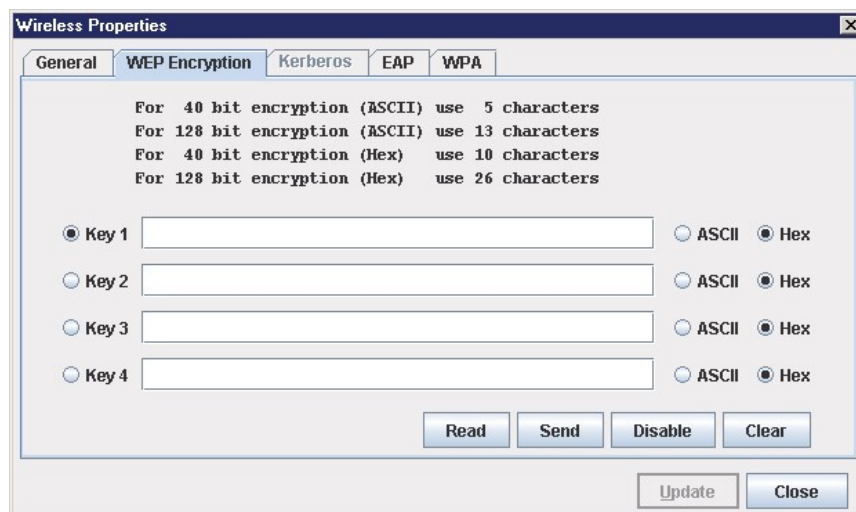 Wireless Properties
General WEP Encryption Kerberos EAP WPA
For 40 bit encryption (ASCII) use 5 characters
For 128 bit encryption (ASCII) use 13 characters
For 40 bit encryption (Hex) use 10 characters
For 128 bit encryption (Hex) use 26 characters
Key 1 ASCII Hex
Key 2 ASCII Hex
Key 3 ASCII Hex
Key 4 ASCII Hex
Read Send Disable Clear
Update Close